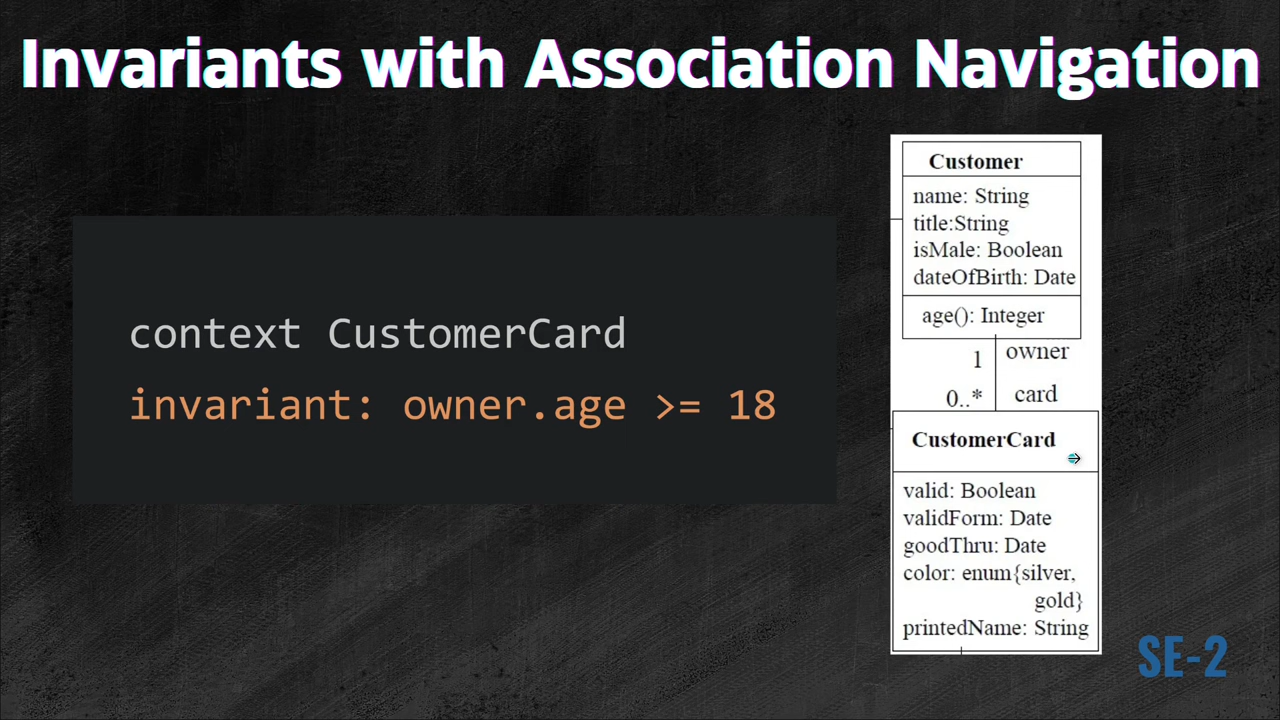 Invariants with Association Navigation
context CustomerCard
invariant: owner.age >= 18
Customer
name: String
title:String
isMale: Boolean
dateOfBirth: Date
age(): Integer
1
owner
0..*
card
CustomerCard
valid: Boolean
validForm: Date
goodThru: Date
color: enum{silver,
gold}
printedName: String
SE-2